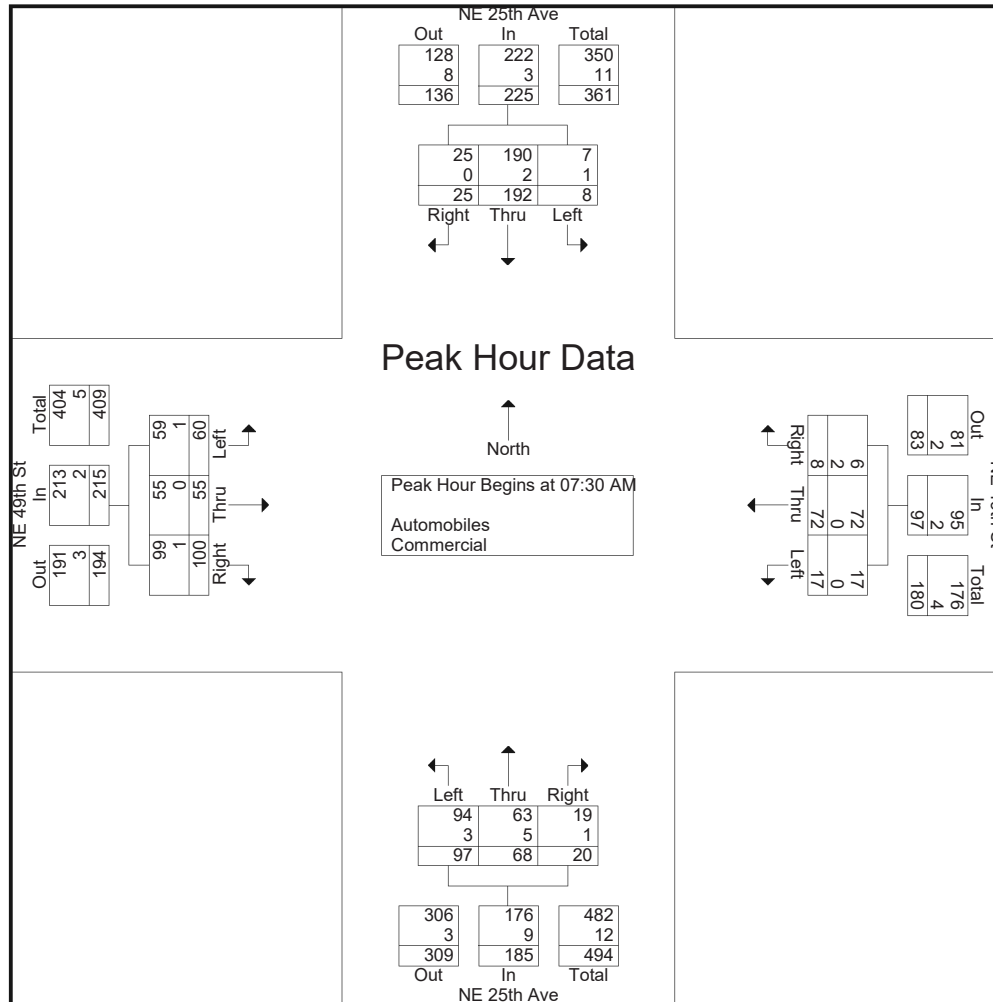 NE 25th Ave
Out In Total
128 222 350
8 3 11
136 225 361
25 190 7
0 2 1
25 192 8
Right Thru Left
Peak Hour Data
North
Peak Hour Begins at 07:30 AM
Automobiles
Commercial
NE 49th St
Total In Out
404 213 191
5 2 3
409 215 194
59 55 99
1 0 1
60 55 100
Left Thru Right
Out In Total
81 95 176
2 2 4
83 97 180
Right Thru Left
6 72 17
2 0 0
8 72 17
Left Thru Right
94 63 19
3 5 1
97 68 20
306 176 482
3 9 12
309 185 494
Out In Total
NE 25th Ave